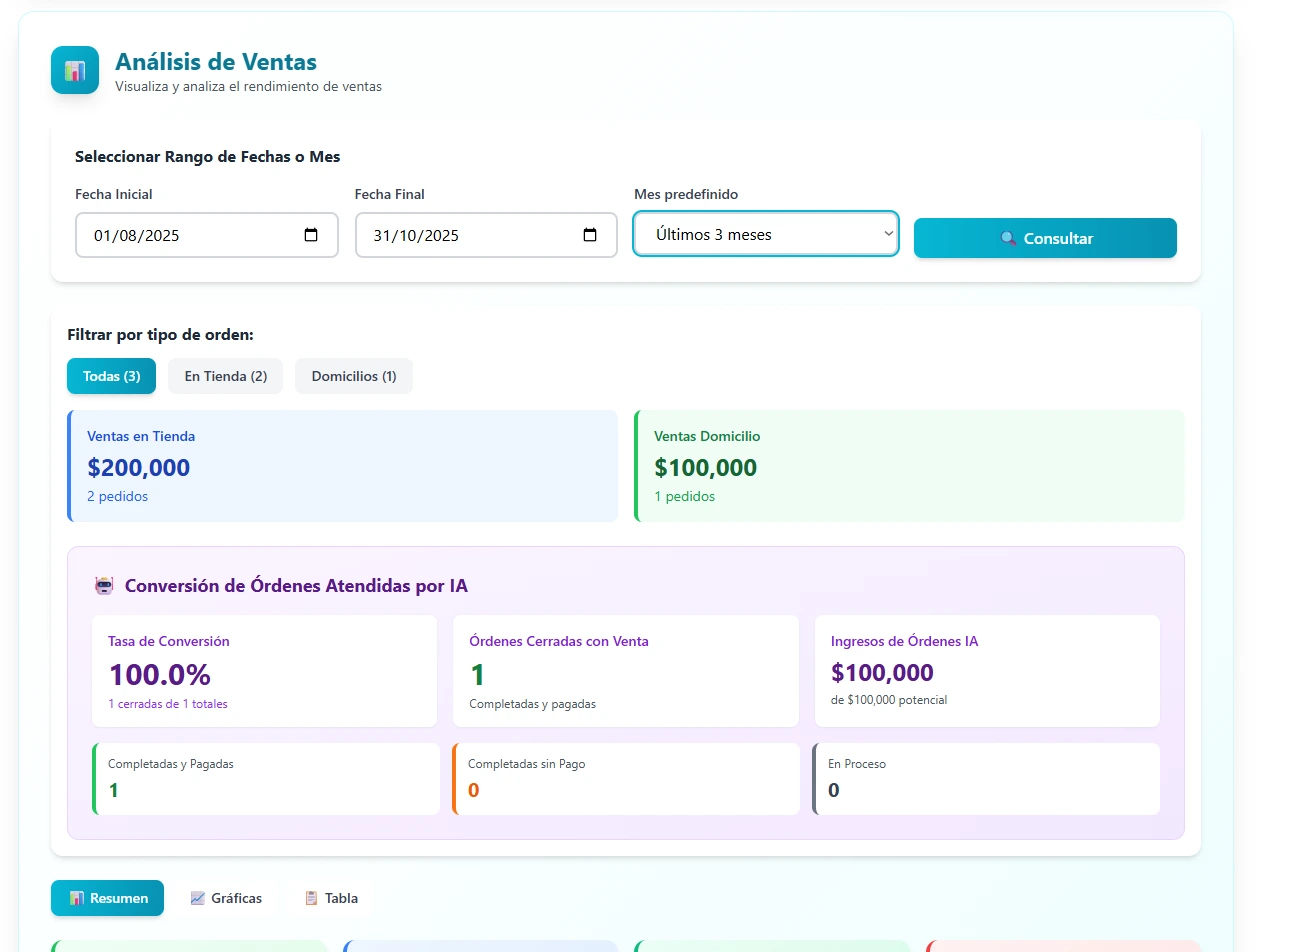 Análisis de Ventas
Visualiza y analiza el rendimiento de ventas
Seleccionar Rango de Fechas o Mes
Fecha Inicial
Fecha Final
Mes predefinido
01/08/2025
31/10/2025
Últimos 3 meses
Consultar
Filtrar por tipo de orden:
Todas (3)
En Tienda (2)
Domicilios (1)
Ventas en Tienda
$200,000
2 pedidos
Ventas Domicilio
$100,000
1 pedidos
Conversión de Órdenes Atendidas por IA
Tasa de Conversión
100.0%
1 cerradas de 1 totales
Órdenes Cerradas con Venta
1
Completadas y pagadas
Ingresos de Órdenes IA
$100,000
de $100,000 potencial
Completadas y Pagadas
1
Completadas sin Pago
0
En Proceso
0
Resumen
Gráficas
Tabla